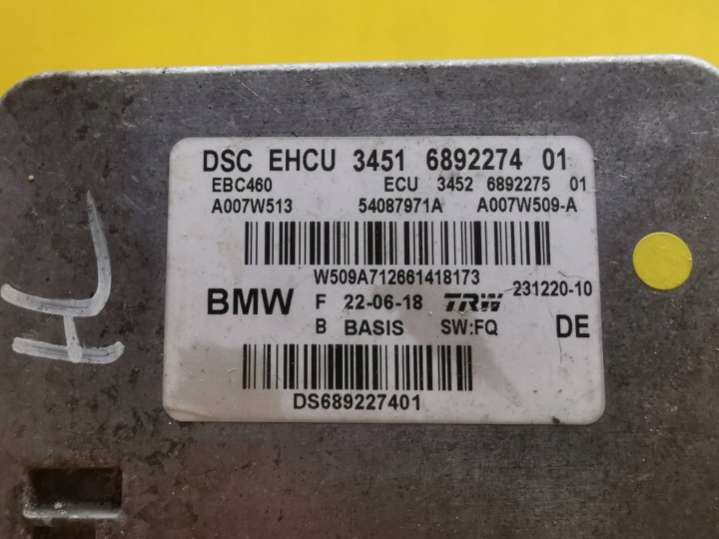 DSC EHCU 3451 6892274 01
EBC460 ECU 3452 6892275 01
A007W513 54087971A A007W509-A
W509A712661418173
BMW F 22-06-18 TRW 231220-10
B BASIS SW:FQ DE
DS689227401
HL